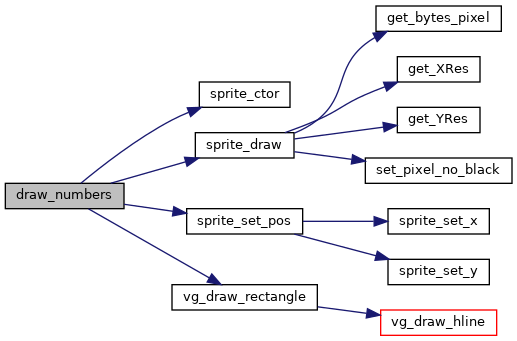 get_bytes_pixel
get_XRes
sprite_ctor
get_YRes
sprite_draw
set_pixel_no_black
draw_numbers
sprite_set_pos
sprite_set_x
sprite_set_y
vg_draw_rectangle
vg_draw_hline